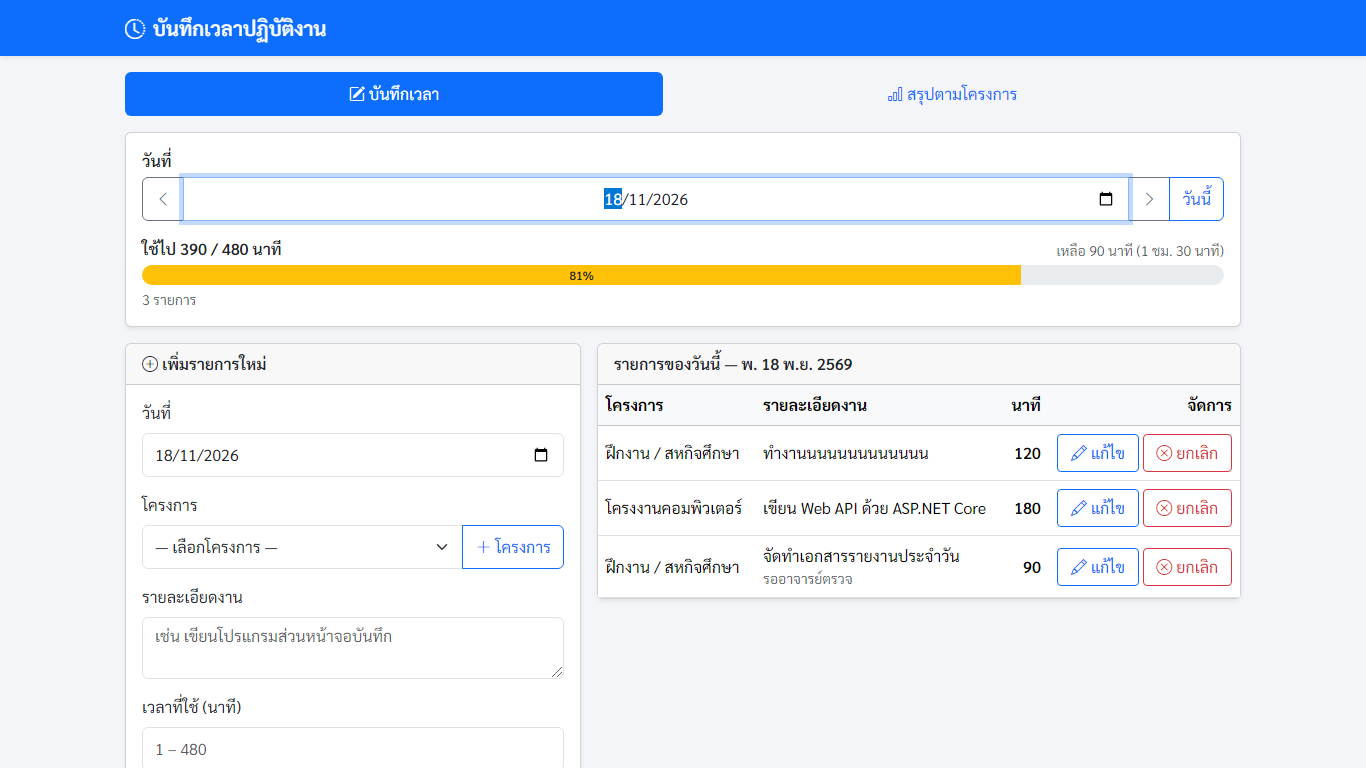 บันทึกเวลาปฏิบัติงาน
บันทึกเวลา
สรุปตามโครงการ
วันที่
18/11/2026
วันนี้
ใช้ไป 390 / 480 นาที
เหลือ 90 นาที (1 ชม. 30 นาที)
81%
3 รายการ
เพิ่มรายการใหม่
วันที่
18/11/2026
โครงการ
— เลือกโครงการ —
โครงการ
รายละเอียดงาน
เช่น เขียนโปรแกรมส่วนหน้าจอบันทึก
เวลาที่ใช้ (นาที)
1 – 480
รายการของวันนี้ — พ. 18 พ.ย. 2569
โครงการ รายละเอียดงาน นาที จัดการ
ฝึกงาน / สหกิจศึกษา ทำงานนนนนนนนนนนนน 120 แก้ไข ยกเลิก
โครงงานคอมพิวเตอร์ เขียน Web API ด้วย ASP.NET Core 180 แก้ไข ยกเลิก
ฝึกงาน / สหกิจศึกษา จัดทำเอกสารรายงานประจำวัน 90 แก้ไข ยกเลิก
รออาจารย์ตรวจ